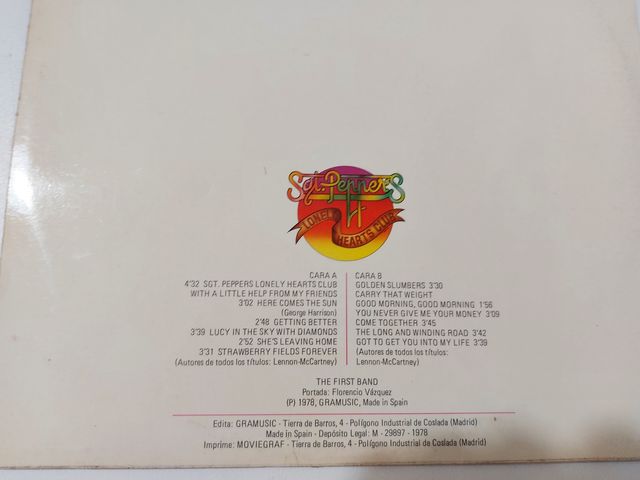 Sgt. Peppers
LONELY HEARTS CLUB
CARA A
4'32 SGT. PEPPERS LONELY HEARTS CLUB
WITH A LITTLE HELP FROM MY FRIENDS
3'02 HERE COMES THE SUN
(George Harrison)
2'48 GETTING BETTER
3'39 LUCY IN THE SKY WITH DIAMONDS
2'52 SHE'S LEAVING HOME
3'31 STRAWBERRY FIELDS FOREVER
(Autores de todos los títulos: Lennon-McCartney)
CARA B
GOLDEN SLUMBERS 3'30
CARRY THAT WEIGHT
GOOD MORNING, GOOD MORNING 1'56
YOU NEVER GIVE ME YOUR MONEY 3'09
COME TOGETHER 3'45
THE LONG AND WINDING ROAD 3'42
GOT TO GET YOU INTO MY LIFE 3'39
(Autores de todos los títulos:
Lennon-McCartney)
THE FIRST BAND
Portada: Florencio Vázquez
(P) 1978, GRAMUSIC, Made in Spain
Edita: GRAMUSIC - Tierra de Barros, 4 - Polígono Industrial de Coslada (Madrid)
Made in Spain - Depósito Legal: M - 29897 - 1978
Imprime: MOVIEGRAF - Tierra de Barros, 4 - Polígono Industrial de Coslada (Madrid)